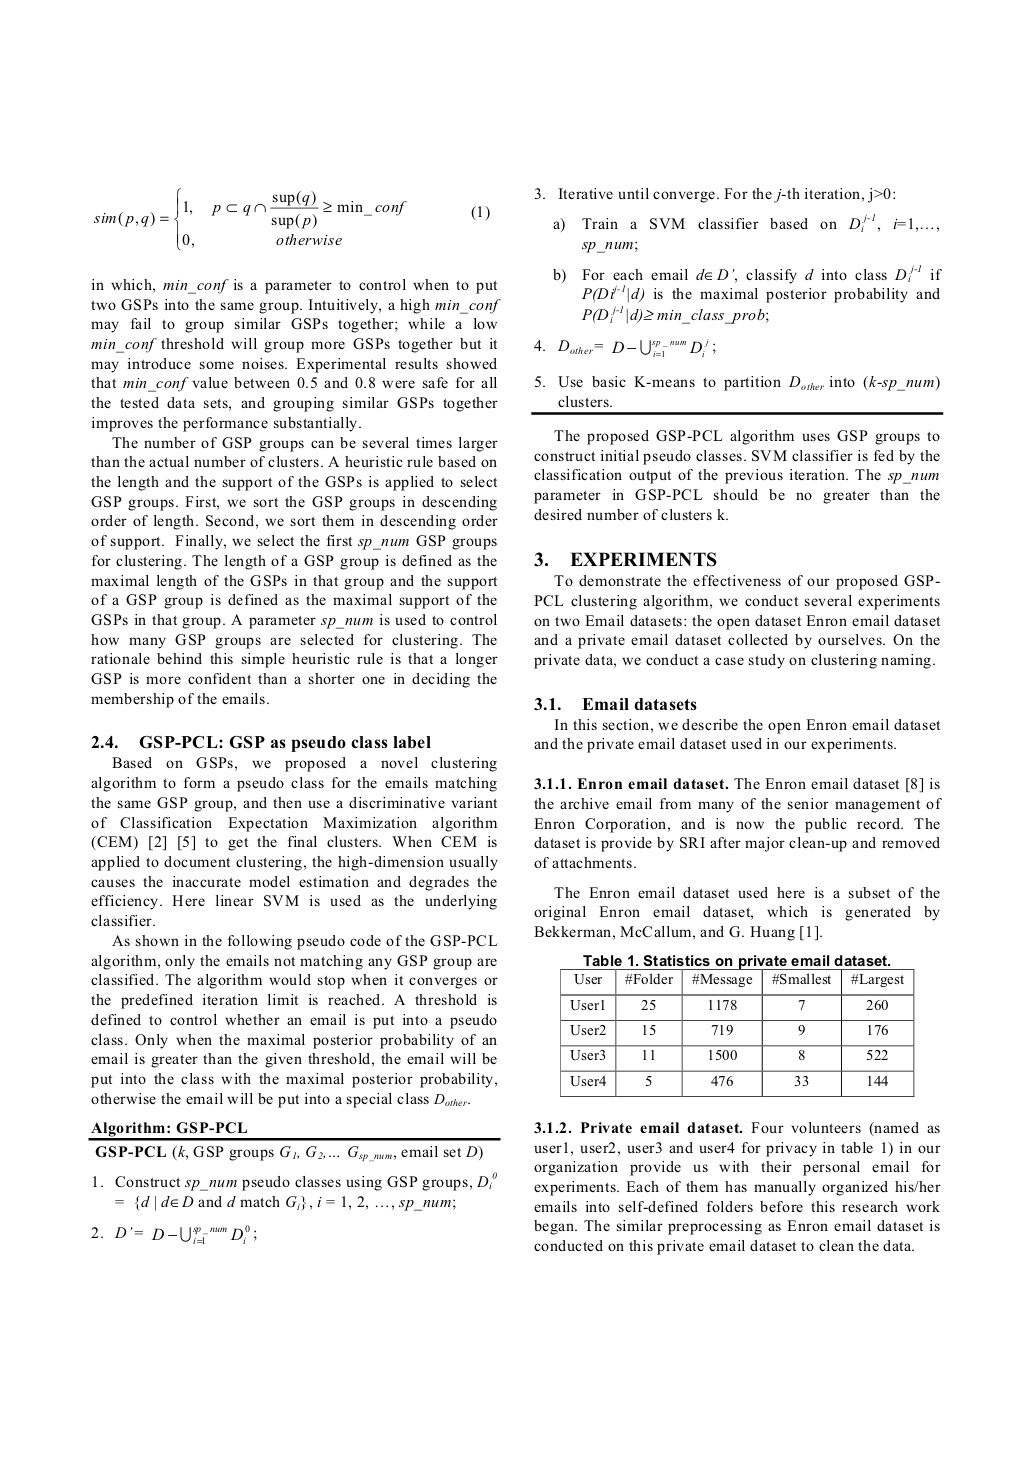 sim(p,q) = { 1, p ⊂ q ∩ sup(q)/sup(p) ≥ min_conf (1)
0, otherwise
in which, min_conf is a parameter to control when to put
two GSPs into the same group. Intuitively, a high min_conf
may fail to group similar GSPs together; while a low
min_conf threshold will group more GSPs together but it
may introduce some noises. Experimental results showed
that min_conf value between 0.5 and 0.8 were safe for all
the tested data sets, and grouping similar GSPs together
improves the performance substantially.
The number of GSP groups can be several times larger
than the actual number of clusters. A heuristic rule based on
the length and the support of the GSPs is applied to select
GSP groups. First, we sort the GSP groups in descending
order of length. Second, we sort them in descending order
of support. Finally, we select the first sp_num GSP groups
for clustering. The length of a GSP group is defined as the
maximal length of the GSPs in that group and the support
of a GSP group is defined as the maximal support of the
GSPs in that group. A parameter sp_num is used to control
how many GSP groups are selected for clustering. The
rationale behind this simple heuristic rule is that a longer
GSP is more confident than a shorter one in deciding the
membership of the emails.
2.4. GSP-PCL: GSP as pseudo class label
Based on GSPs, we proposed a novel clustering
algorithm to form a pseudo class for the emails matching
the same GSP group, and then use a discriminative variant
of Classification Expectation Maximization algorithm
(CEM) [2] [5] to get the final clusters. When CEM is
applied to document clustering, the high-dimension usually
causes the inaccurate model estimation and degrades the
efficiency. Here linear SVM is used as the underlying
classifier.
As shown in the following pseudo code of the GSP-PCL
algorithm, only the emails not matching any GSP group are
classified. The algorithm would stop when it converges or
the predefined iteration limit is reached. A threshold is
defined to control whether an email is put into a pseudo
class. Only when the maximal posterior probability of an
email is greater than the given threshold, the email will be
put into the class with the maximal posterior probability,
otherwise the email will be put into a special class D_other.
Algorithm: GSP-PCL
GSP-PCL (k, GSP groups G_1, G_2,… G_sp_num, email set D)
1. Construct sp_num pseudo classes using GSP groups, D_i^0
= {d | d∈D and d match G_i}, i = 1, 2, …, sp_num;
2. D'= D − ⋃_{i=1}^{sp_num} D_i^0 ;
3. Iterative until converge. For the j-th iteration, j>0:
a) Train a SVM classifier based on D_i^{j-1}, i=1,…,
sp_num;
b) For each email d∈D', classify d into class D_i^{j-1} if
P(Di^{j-1}|d) is the maximal posterior probability and
P(D_i^{j-1}|d)≥min_class_prob;
4. D_other= D − ⋃_{i=1}^{sp_num} D_i^j ;
5. Use basic K-means to partition D_other into (k-sp_num)
clusters.
The proposed GSP-PCL algorithm uses GSP groups to
construct initial pseudo classes. SVM classifier is fed by the
classification output of the previous iteration. The sp_num
parameter in GSP-PCL should be no greater than the
desired number of clusters k.
3. EXPERIMENTS
To demonstrate the effectiveness of our proposed GSP-
PCL clustering algorithm, we conduct several experiments
on two Email datasets: the open dataset Enron email dataset
and a private email dataset collected by ourselves. On the
private data, we conduct a case study on clustering naming.
3.1. Email datasets
In this section, we describe the open Enron email dataset
and the private email dataset used in our experiments.
3.1.1. Enron email dataset. The Enron email dataset [8] is
the archive email from many of the senior management of
Enron Corporation, and is now the public record. The
dataset is provide by SRI after major clean-up and removed
of attachments.
The Enron email dataset used here is a subset of the
original Enron email dataset, which is generated by
Bekkerman, McCallum, and G. Huang [1].
Table 1. Statistics on private email dataset.
User #Folder #Message #Smallest #Largest
User1 25 1178 7 260
User2 15 719 9 176
User3 11 1500 8 522
User4 5 476 33 144
3.1.2. Private email dataset. Four volunteers (named as
user1, user2, user3 and user4 for privacy in table 1) in our
organization provide us with their personal email for
experiments. Each of them has manually organized his/her
emails into self-defined folders before this research work
began. The similar preprocessing as Enron email dataset is
conducted on this private email dataset to clean the data.